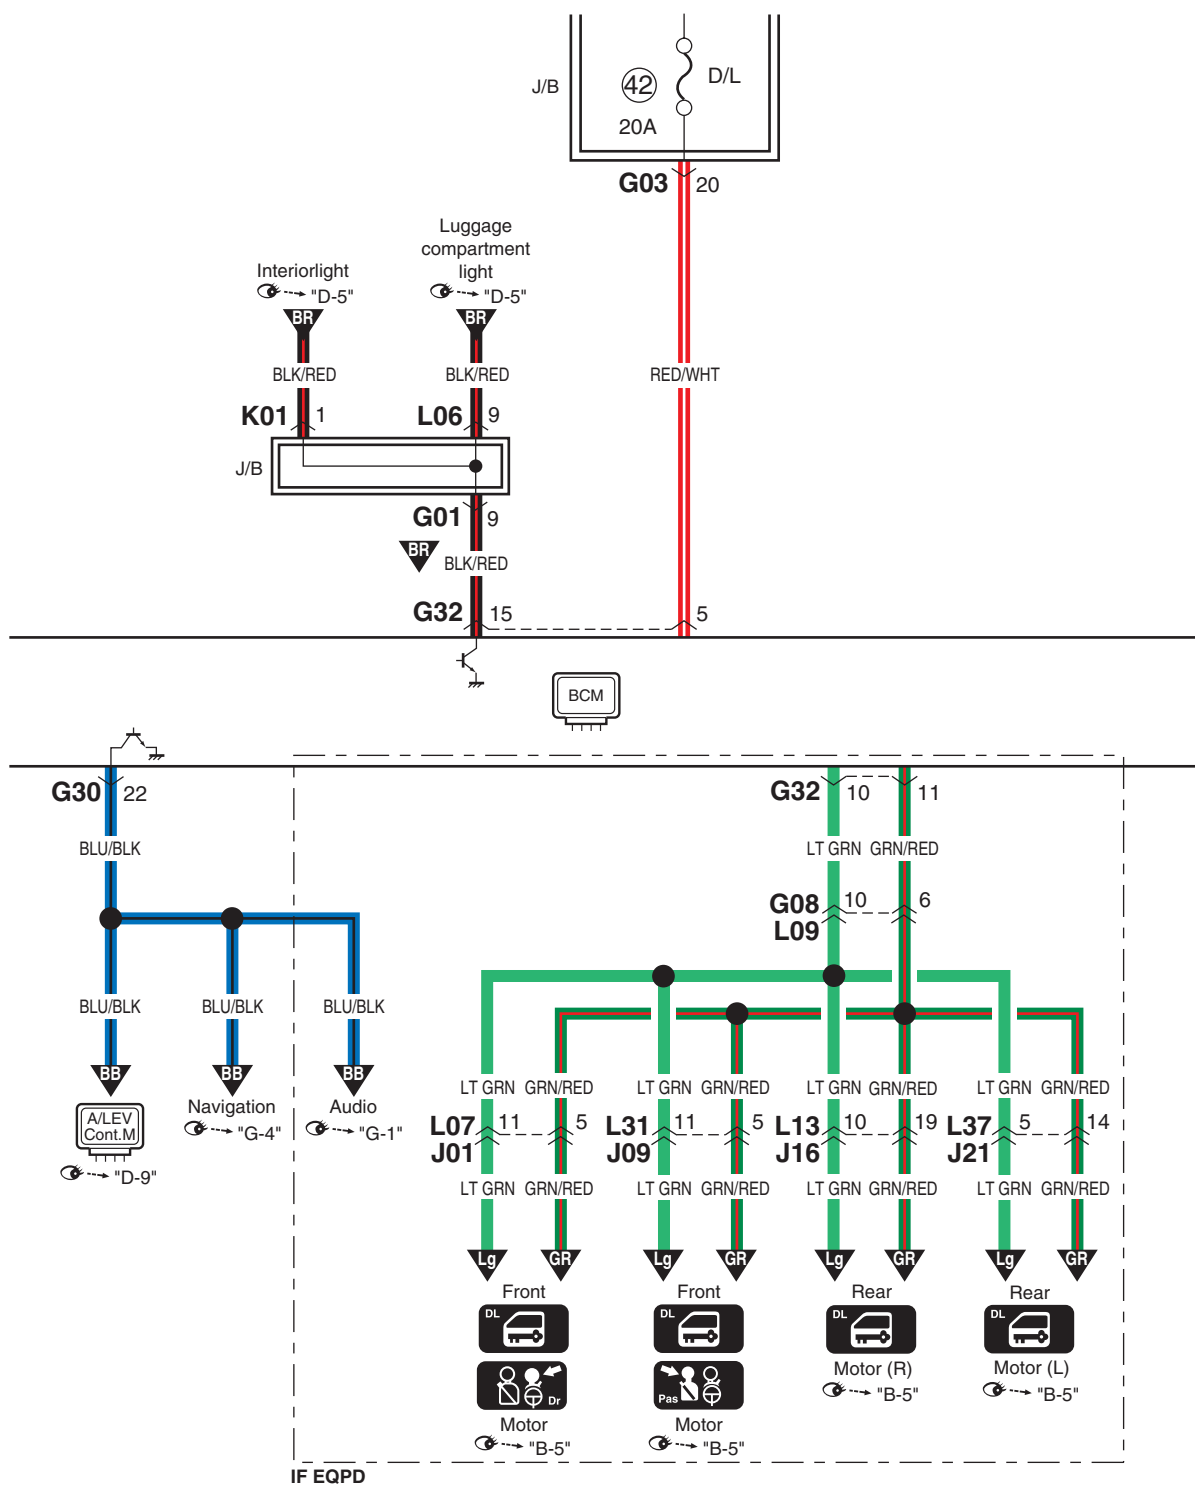 J/B
42
D/L
20A
G03 20
Luggage
compartment
light
"D-5"
Interiorlight
"D-5"
BR
BR
BLK/RED
BLK/RED
RED/WHT
K01 1
L06 9
J/B
G01 9
BR
BLK/RED
G32 15
5
BCM
G30 22
G32 10
11
BLU/BLK
LT GRN
GRN/RED
G08 10
6
L09
BLU/BLK
BLU/BLK
BLU/BLK
BB
BB
BB
LT GRN
GRN/RED
LT GRN
GRN/RED
LT GRN
GRN/RED
LT GRN
GRN/RED
A/LEV
Cont.M
"D-9"
Navigation
"G-4"
Audio
"G-1"
L07 11
5
J01
L31 11
5
J09
L13 10
19
J16
L37 5
14
J21
LT GRN
GRN/RED
LT GRN
GRN/RED
LT GRN
GRN/RED
LT GRN
GRN/RED
Lg
GR
Lg
GR
Lg
GR
Lg
GR
Front
DL
Dr
Motor
"B-5"
Front
DL
Pas
Motor
"B-5"
Rear
DL
Motor (R)
"B-5"
Rear
DL
Motor (L)
"B-5"
IF EQPD